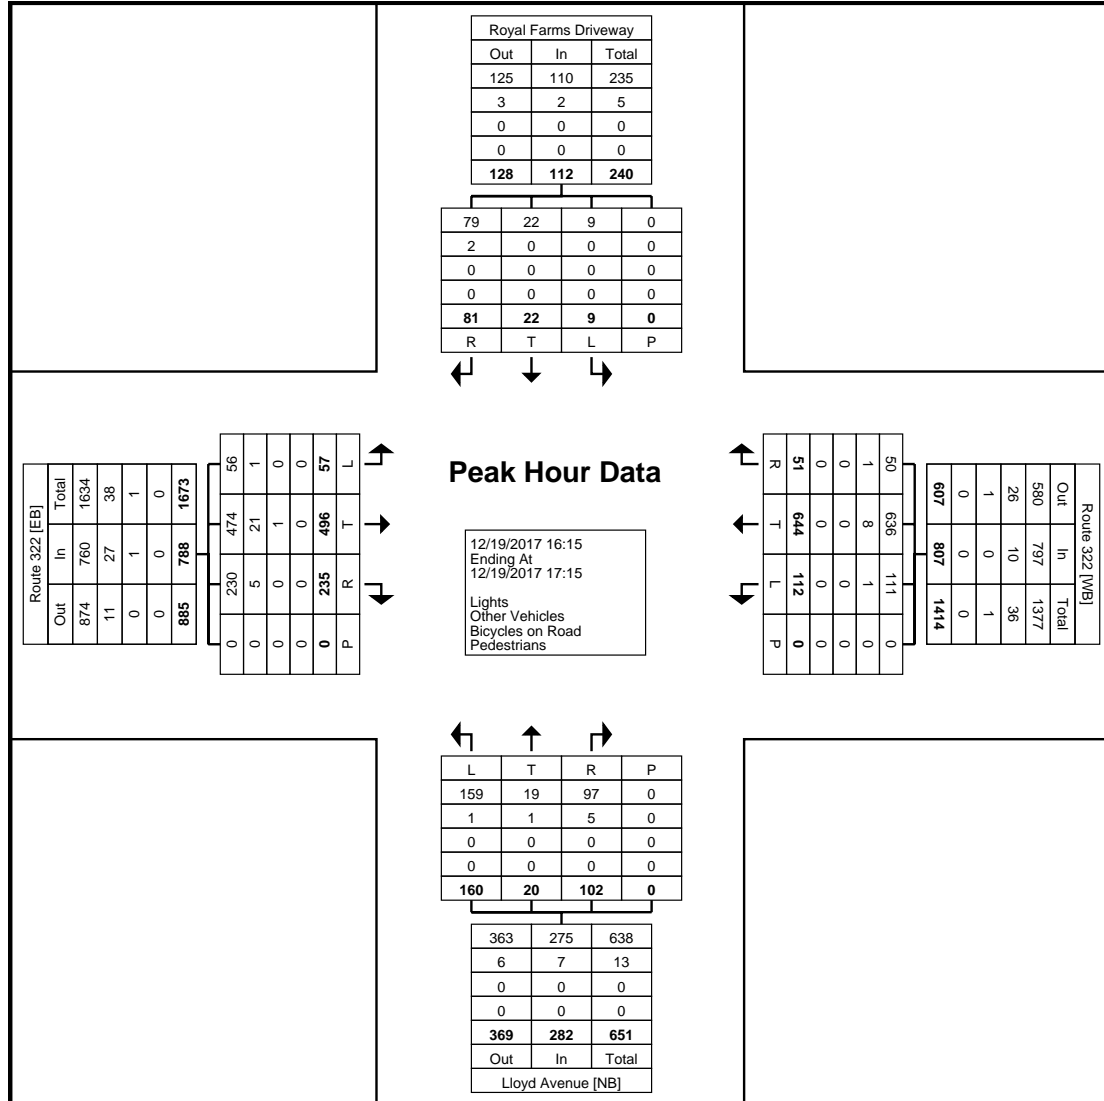 Royal Farms Driveway
Out In Total
125 110 235
3 2 5
0 0 0
0 0 0
128 112 240
79 22 9 0
2 0 0 0
0 0 0 0
0 0 0 0
81 22 9 0
R T L P
Route 322 [EB]
Total In Out
1634 760 874
38 27 11
1 1 0
0 0 0
1673 788 885
56 474 230 0
1 21 5 0
0 1 0 0
0 0 0 0
57 496 235 0
L T R P
Peak Hour Data
12/19/2017 16:15
Ending At
12/19/2017 17:15
Lights
Other Vehicles
Bicycles on Road
Pedestrians
R T L P
51 644 112 0
0 0 0 0
0 0 0 0
1 8 1 0
50 636 111 0
607 807 1414
0 0 0
1 0 1
26 10 36
580 797 1377
Out In Total
Route 322 [WB]
L T R P
159 19 97 0
1 1 5 0
0 0 0 0
0 0 0 0
160 20 102 0
363 275 638
6 7 13
0 0 0
0 0 0
369 282 651
Out In Total
Lloyd Avenue [NB]